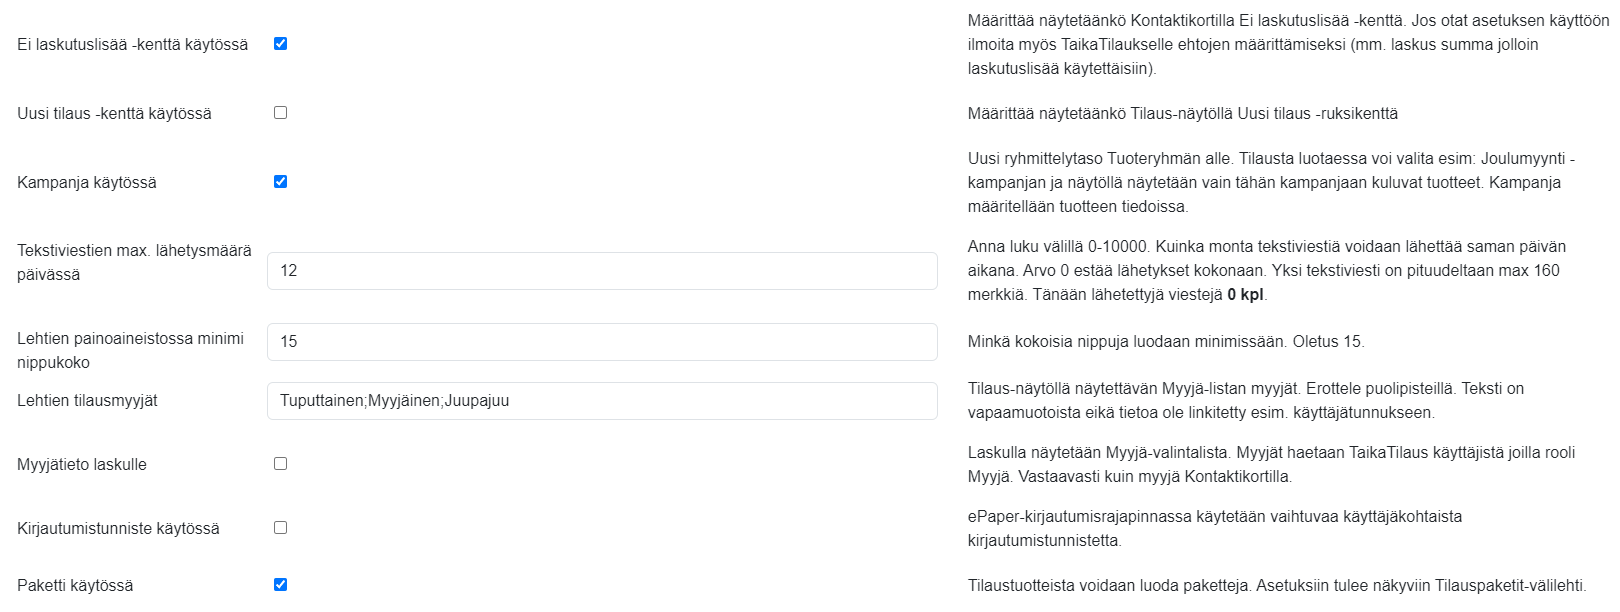 Ei laskutuslisää -kenttä käytössä
Määrittää näytetäänkö Kontaktikortilla Ei laskutuslisää -kenttä. Jos otat asetuksen käyttöön
ilmoita myös TaikaTilaukselle ehtojen määrittämiseksi (mm. laskus summa jolloin
laskutuslisää käytettäisiin).
Uusi tilaus -kenttä käytössä
Määrittää näytetäänkö Tilaus-näytöllä Uusi tilaus -ruksikenttä
Kampanja käytössä
Uusi ryhmittelytaso Tuoteryhmän alle. Tilausta luotaessa voi valita esim: Joulumyynti -
kampanjan ja näytöllä näytetään vain tähän kampanjaan kuluvat tuotteet. Kampanja
määritellään tuotteen tiedoissa.
Tekstiviestien max. lähetysmäärä
päivässä
12
Anna luku välillä 0-10000. Kuinka monta tekstiviestiä voidaan lähettää saman päivän
aikana. Arvo 0 estää lähetykset kokonaan. Yksi tekstiviesti on pituudeltaan max 160
merkkiä. Tänään lähetettyjä viestejä 0 kpl.
Lehtien painoaineistossa minimi
nippukoko
15
Minkä kokoisia nippuja luodaan minimissään. Oletus 15.
Lehtien tilausmyyjät
Tuputtainen;Myyjäinen;Juupajuu
Tilaus-näytöllä näytettävän Myyjä-listan myyjät. Erottele puolipisteillä. Teksti on
vapaamuotoista eikä tietoa ole linkitetty esim. käyttäjätunnukseen.
Myyjätieto laskulle
Laskulla näytetään Myyjä-valintalista. Myyjät haetaan TaikaTilaus käyttäjistä joilla rooli
Myyjä. Vastaavasti kuin myyjä Kontaktikortilla.
Kirjautumistunniste käytössä
ePaper-kirjautumisrajapinnassa käytetään vaihtuvaa käyttäjäkohtaista
kirjautumistunnistetta.
Paketti käytössä
Tilaustuotteista voidaan luoda paketteja. Asetuksiin tulee näkyviin Tilauspaketit-välilehti.